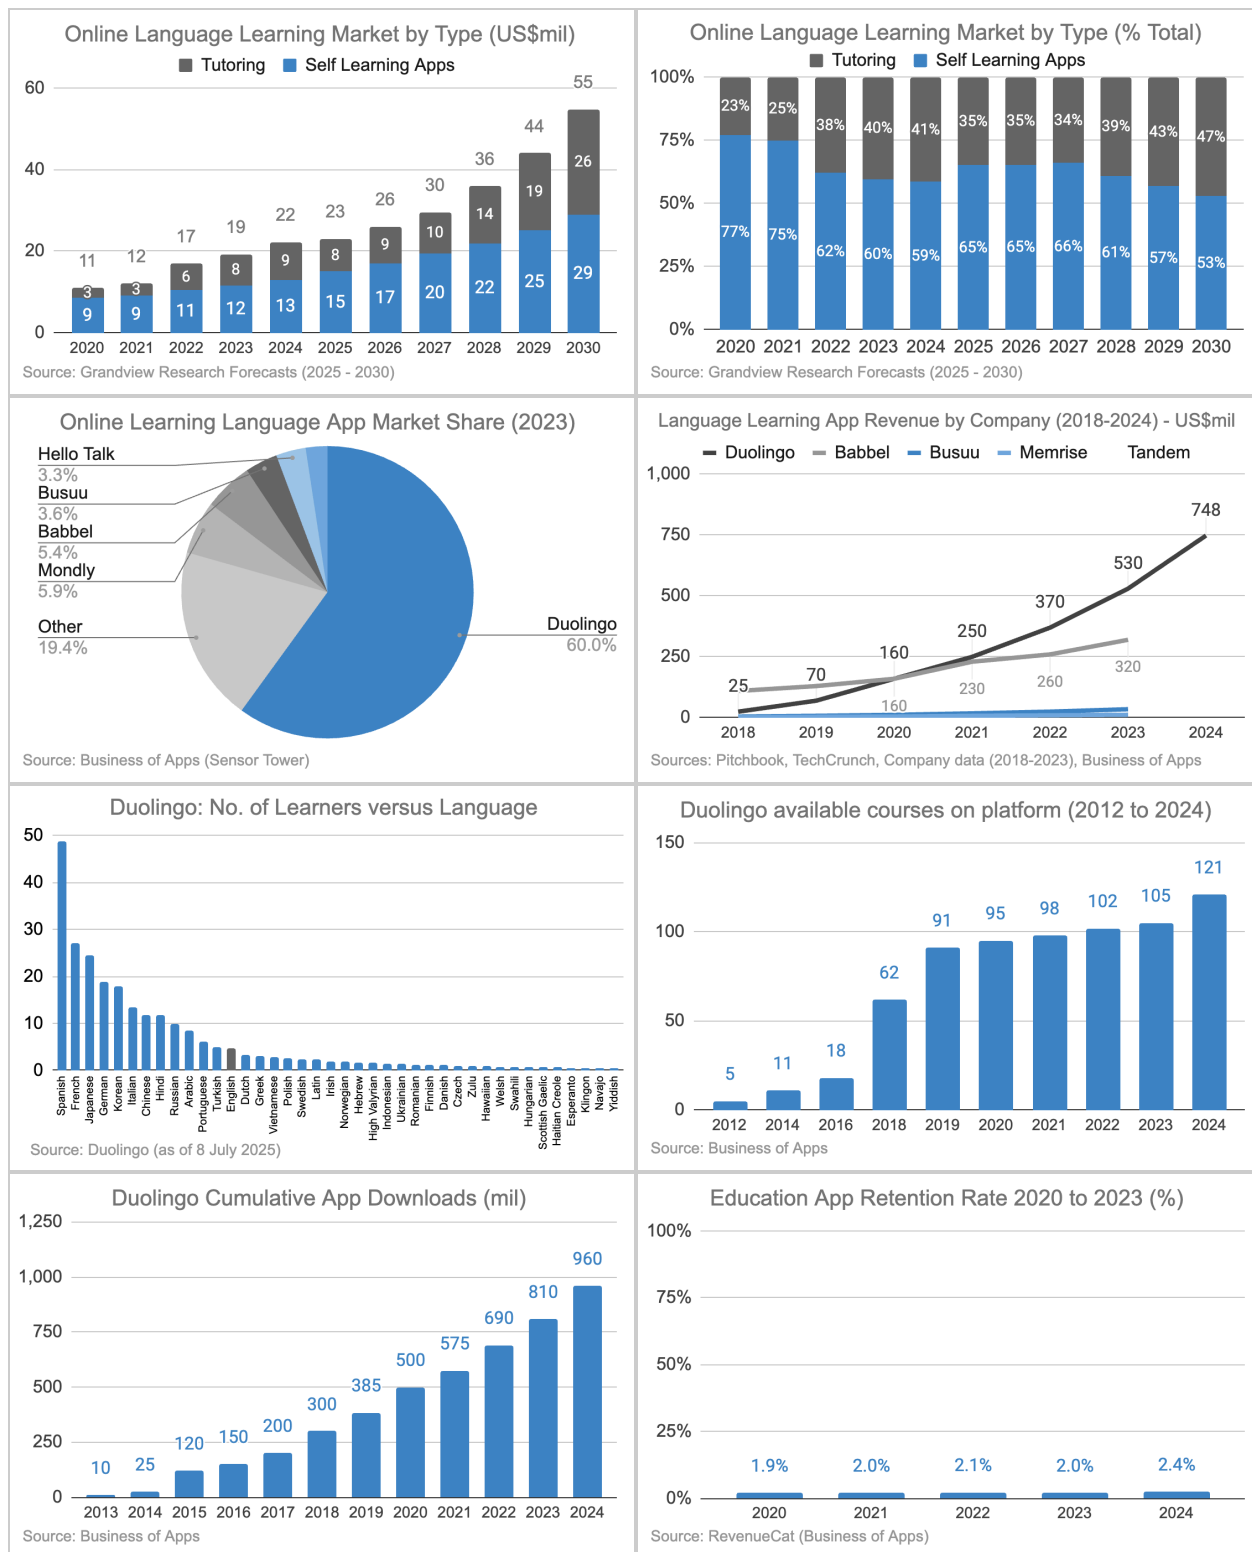 Online Language Learning Market by Type (US$mil)
Tutoring Self Learning Apps
60
40
20
0
11 12 17 19 22 23 26 30 36 44 55
3 3 6 8 9 8 9 10 14 19 26
9 9 11 12 13 15 17 20 22 25 29
2020 2021 2022 2023 2024 2025 2026 2027 2028 2029 2030
Source: Grandview Research Forecasts (2025 - 2030)
Online Language Learning Market by Type (% Total)
Tutoring Self Learning Apps
100%
75%
50%
25%
0%
23% 25% 38% 40% 41% 35% 35% 34% 39% 43% 47%
77% 75% 62% 60% 59% 65% 65% 66% 61% 57% 53%
2020 2021 2022 2023 2024 2025 2026 2027 2028 2029 2030
Source: Grandview Research Forecasts (2025 - 2030)
Online Learning Language App Market Share (2023)
Hello Talk
3.3%
Busuu
3.6%
Babbel
5.4%
Mondly
5.9%
Other
19.4%
Duolingo
60.0%
Source: Business of Apps (Sensor Tower)
Language Learning App Revenue by Company (2018-2024) - US$mil
Duolingo Babbel Busuu Memrise Tandem
1,000
750
500
250
0
25 70 160 250 370 530 748
160 230 260 320
2018 2019 2020 2021 2022 2023 2024
Sources: Pitchbook, TechCrunch, Company data (2018-2023), Business of Apps
Duolingo: No. of Learners versus Language
50
40
30
20
10
0
Spanish
French
Japanese
German
Korean
Italian
Chinese
Hindi
Russian
Arabic
Portuguese
Turkish
English
Dutch
Greek
Vietnamese
Polish
Swedish
Latin
Irish
Norwegian
Hebrew
High Valyrian
Indonesian
Ukrainian
Romanian
Finnish
Danish
Czech
Zulu
Hawaiian
Welsh
Swahili
Hungarian
Scottish Gaelic
Haitian Creole
Esperanto
Klingon
Navajo
Yiddish
Source: Duolingo (as of 8 July 2025)
Duolingo available courses on platform (2012 to 2024)
150
100
50
0
5 11 18 62 91 95 98 102 105 121
2012 2014 2016 2018 2019 2020 2021 2022 2023 2024
Source: Business of Apps
Duolingo Cumulative App Downloads (mil)
1,250
1,000
750
500
250
0
10 25 120 150 200 300 385 500 575 690 810 960
2013 2014 2015 2016 2017 2018 2019 2020 2021 2022 2023 2024
Source: Business of Apps
Education App Retention Rate 2020 to 2023 (%)
100%
75%
50%
25%
0%
1.9% 2.0% 2.1% 2.0% 2.4%
2020 2021 2022 2023 2024
Source: RevenueCat (Business of Apps)